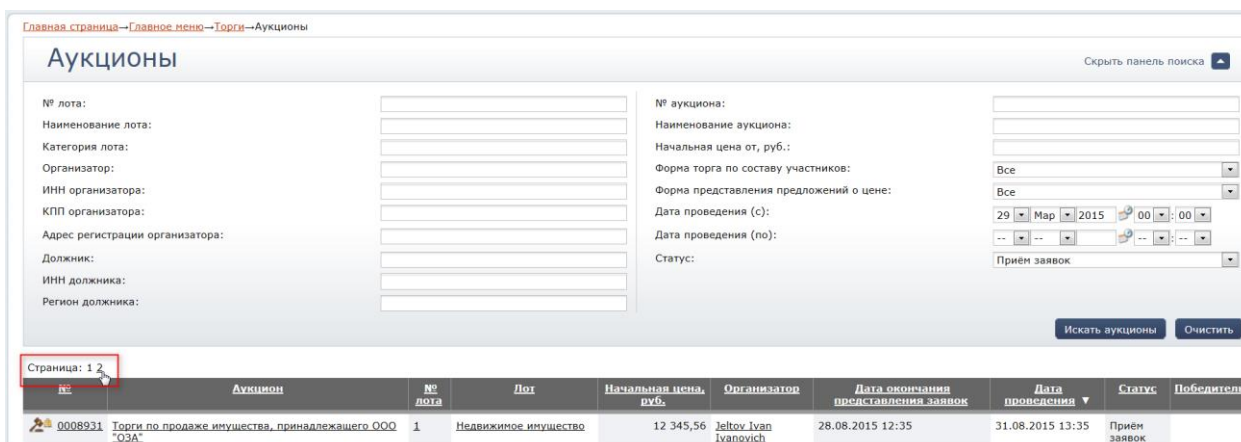 Главная страница→Главное меню→Торги→Аукционы
Аукционы
Скрыть панель поиска
№ лота:
№ аукциона:
Наименование лота:
Наименование аукциона:
Категория лота:
Начальная цена от, руб.:
Организатор:
Форма торга по составу участников: Все
ИНН организатора:
Форма представления предложений о цене: Все
КПП организатора:
Дата проведения (с): 29 Мар 2015 00 : 00
Адрес регистрации организатора:
Дата проведения (по): -- -- -- : --
Должник:
Статус: Приём заявок
ИНН должника:
Регион должника:
Искать аукционы Очистить
Страница: 1 2
№ Аукцион № лота Лот Начальная цена, руб. Организатор Дата окончания представления заявок Дата проведения ▼ Статус Победитель
0008931 Торги по продаже имущества, принадлежащего ООО "ОЗА" 1 Недвижимое имущество 12 345,56 Jeltov Ivan Ivanovich 28.08.2015 12:35 31.08.2015 13:35 Приём заявок